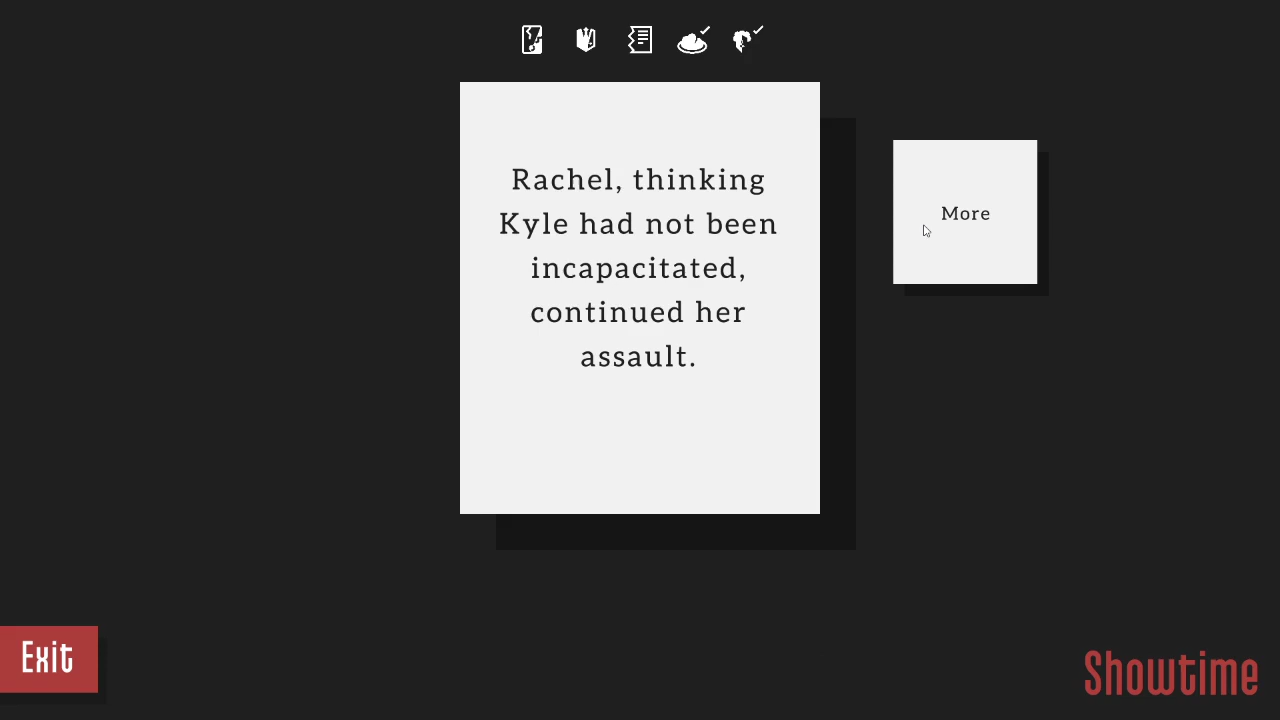 Rachel, thinking
Kyle had not been
incapacitated,
continued her
assault.
More
Exit
Showtime